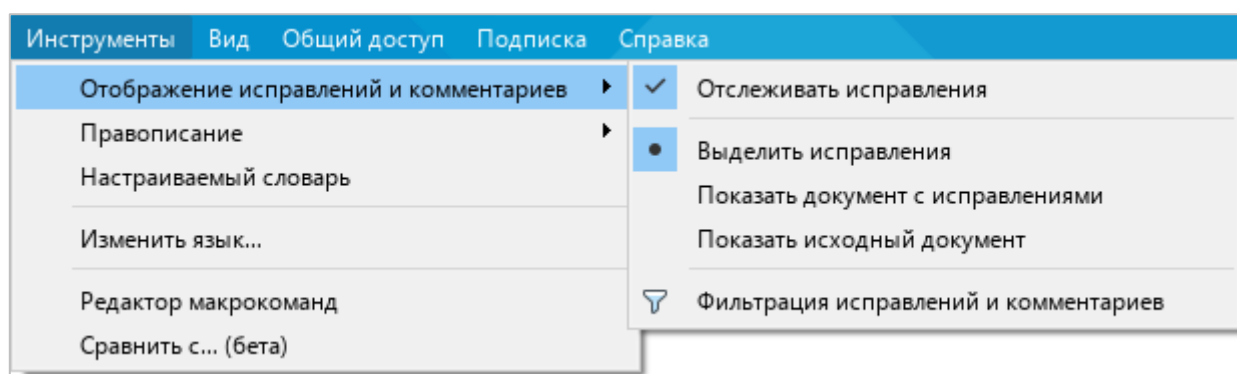 Инструменты Вид Общий доступ Подписка Справка
Отображение исправлений и комментариев
Правописание
Настраиваемый словарь
Изменить язык...
Редактор макрокоманд
Сравнить с... (бета)
Отслеживать исправления
Выделить исправления
Показать документ с исправлениями
Показать исходный документ
Фильтрация исправлений и комментариев